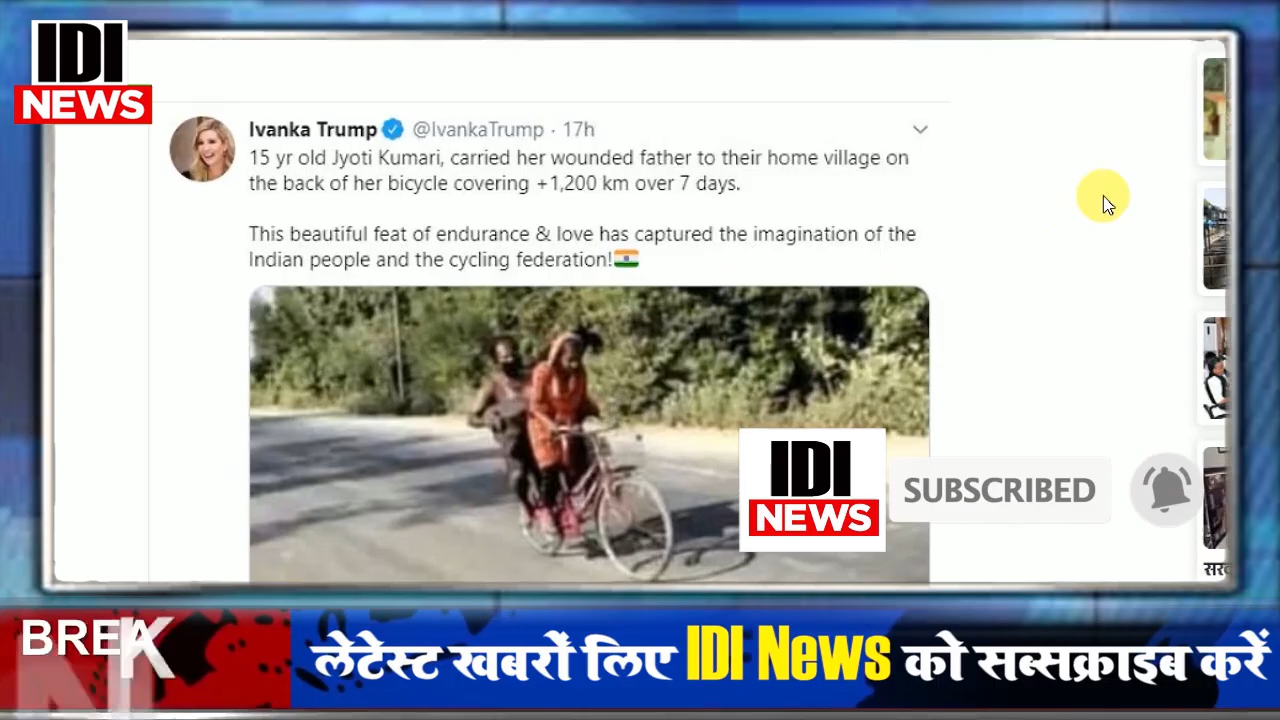 IDI
NEWS
Ivanka Trump @IvankaTrump · 17h
15 yr old Jyoti Kumari, carried her wounded father to their home village on
the back of her bicycle covering +1,200 km over 7 days.
This beautiful feat of endurance & love has captured the imagination of the
Indian people and the cycling federation!🇮🇳
IDI
NEWS
SUBSCRIBED
BREA
K
N
लेटेस्ट खबरों लिए IDI News को सब्सक्राइब करें